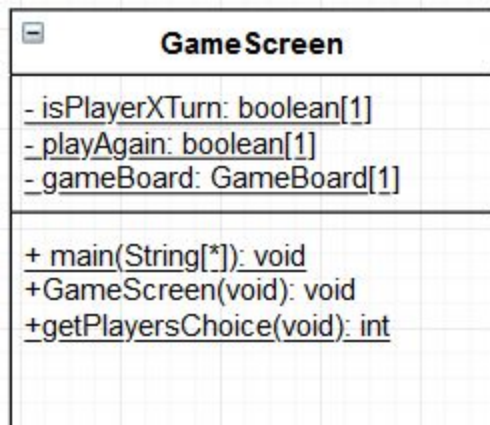 GameScreen
- isPlayerXTurn: boolean[1]
- playAgain: boolean[1]
- gameBoard: GameBoard[1]
+ main(String[*]): void
+GameScreen(void): void
+getPlayersChoice(void): int